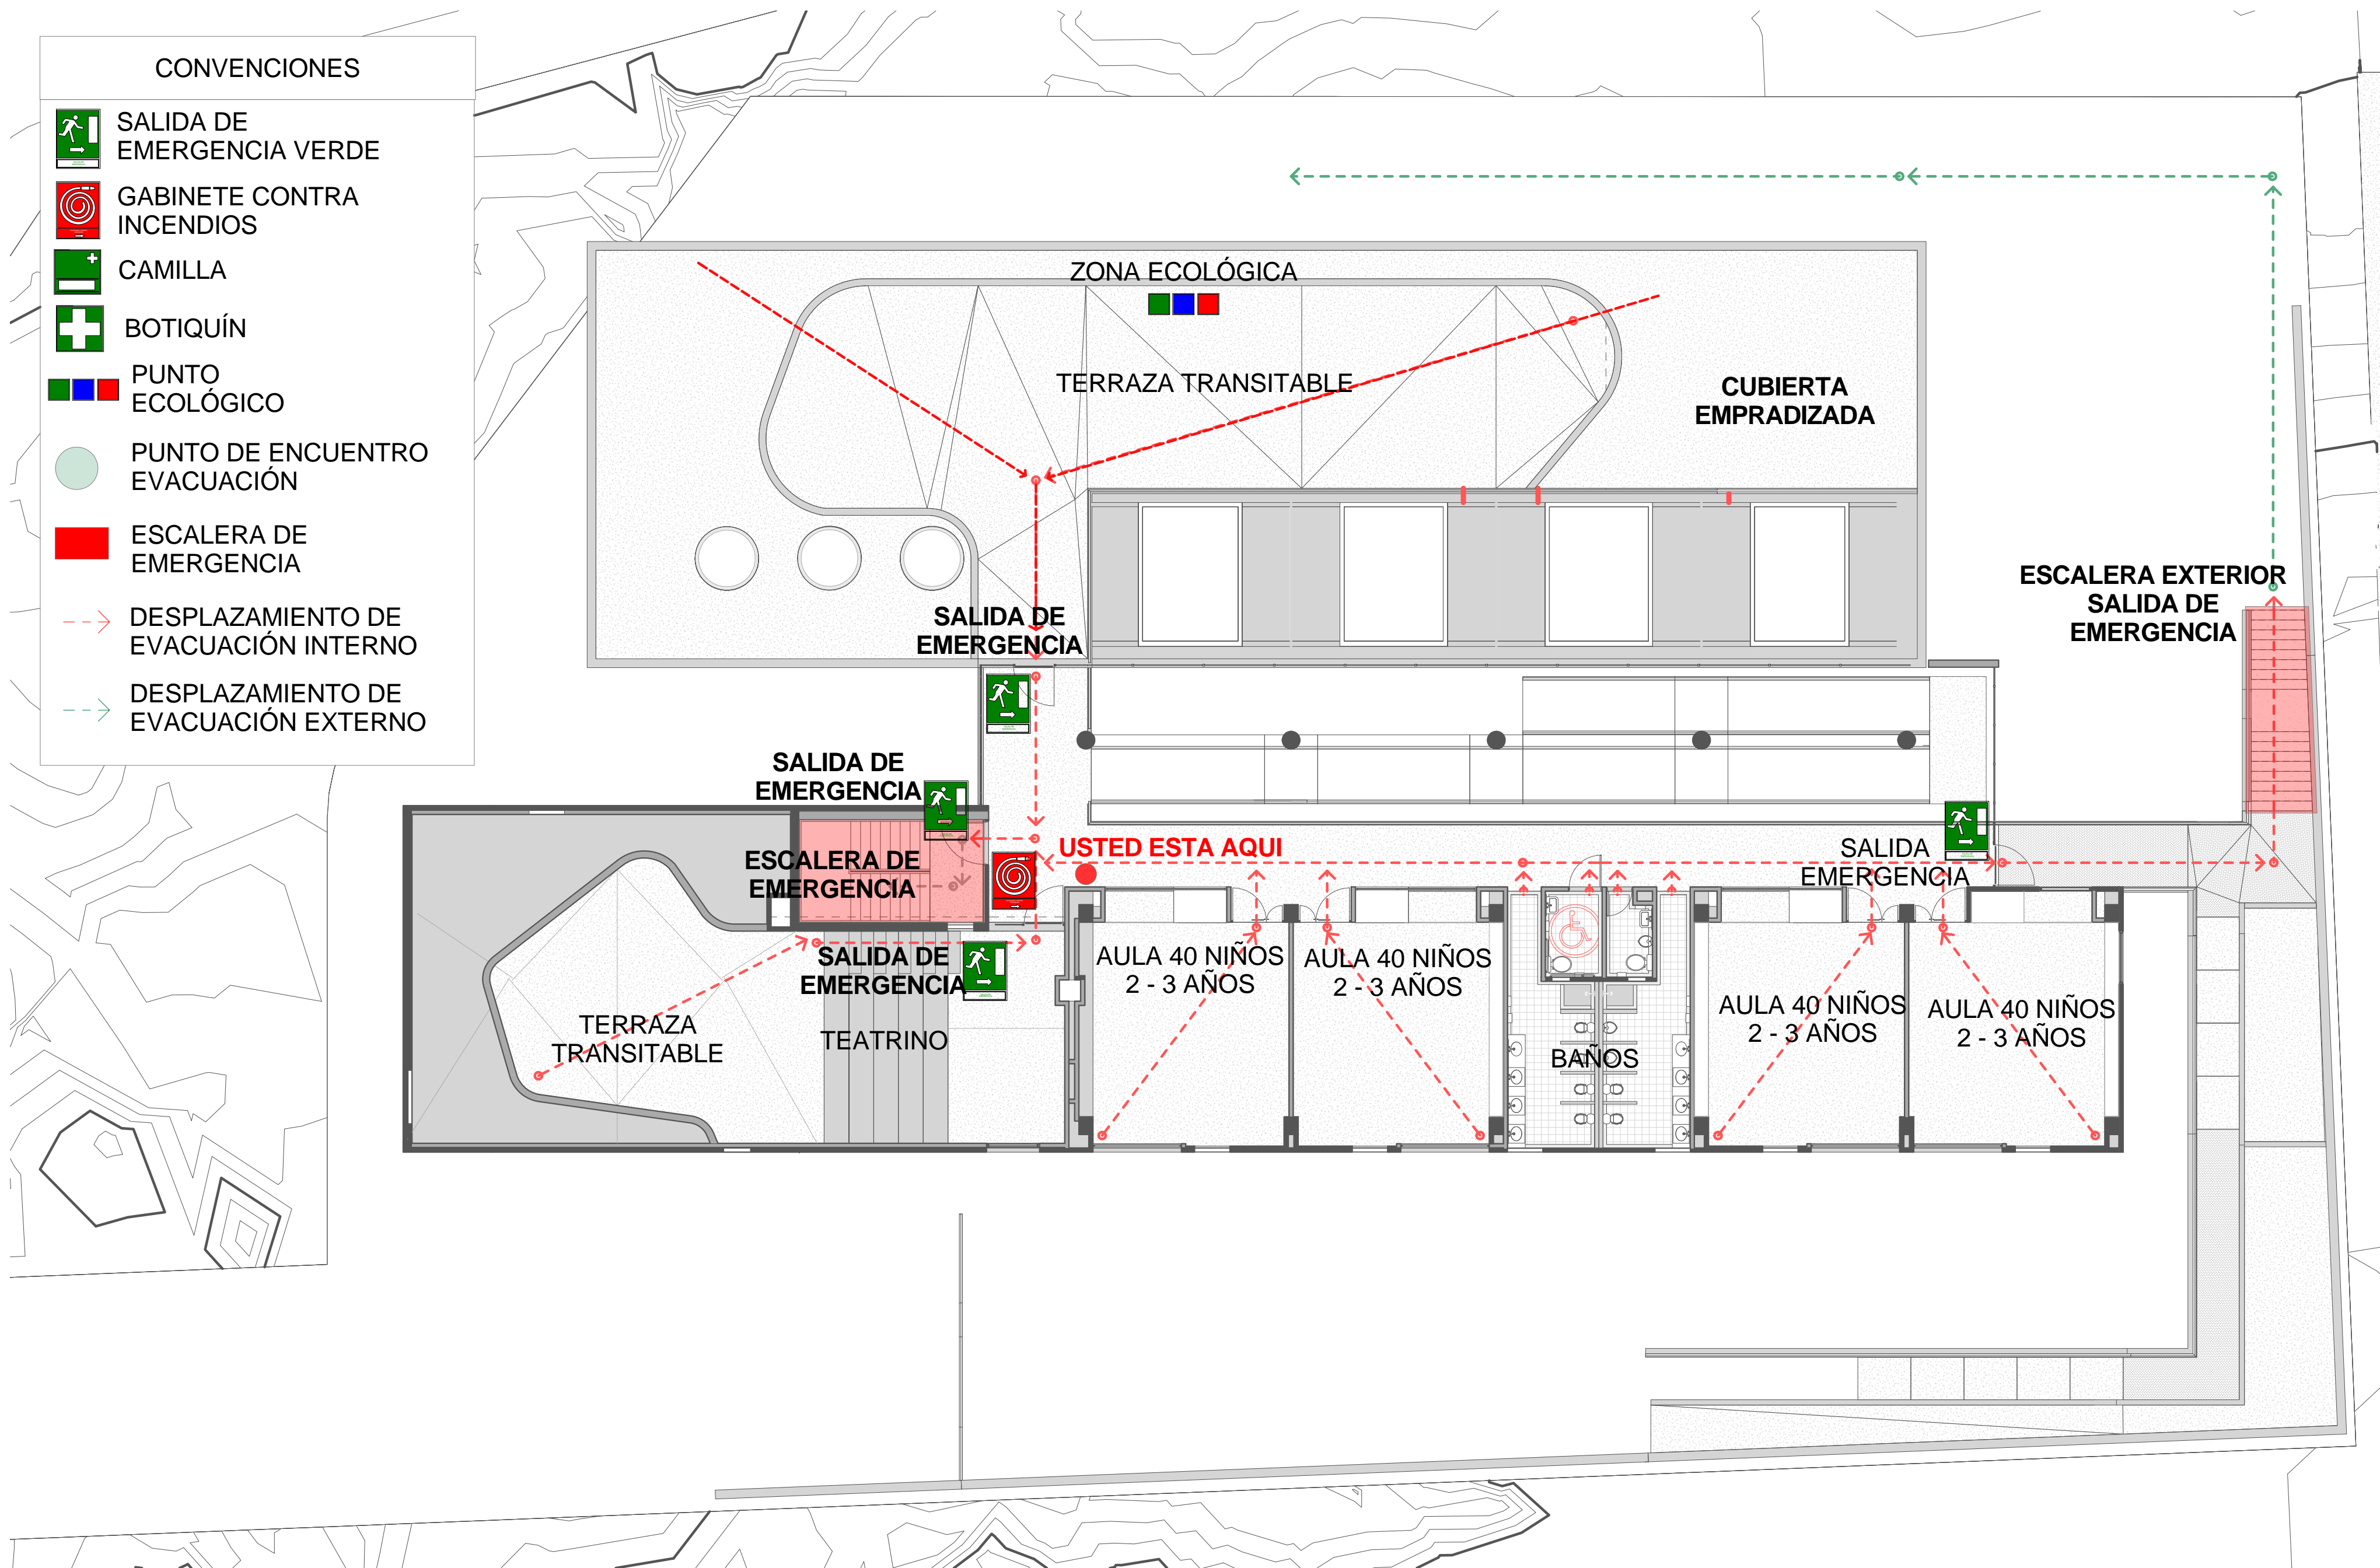 CONVENCIONES
SALIDA DE
EMERGENCIA VERDE
GABINETE CONTRA
INCENDIOS
CAMILLA
BOTIQUÍN
PUNTO
ECOLÓGICO
PUNTO DE ENCUENTRO
EVACUACIÓN
ESCALERA DE
EMERGENCIA
DESPLAZAMIENTO DE
EVACUACIÓN INTERNO
DESPLAZAMIENTO DE
EVACUACIÓN EXTERNO
ZONA ECOLÓGICA
TERRAZA TRANSITABLE
CUBIERTA
EMPRADIZADA
ESCALERA EXTERIOR
SALIDA DE
EMERGENCIA
SALIDA DE
EMERGENCIA
SALIDA DE
EMERGENCIA
ESCALERA DE
EMERGENCIA
USTED ESTA AQUI
SALIDA
EMERGENCIA
SALIDA DE
EMERGENCIA
TERRAZA
TRANSITABLE
TEATRINO
AULA 40 NIÑOS
2 - 3 AÑOS
AULA 40 NIÑOS
2 - 3 AÑOS
BAÑOS
AULA 40 NIÑOS
2 - 3 AÑOS
AULA 40 NIÑOS
2 - 3 AÑOS